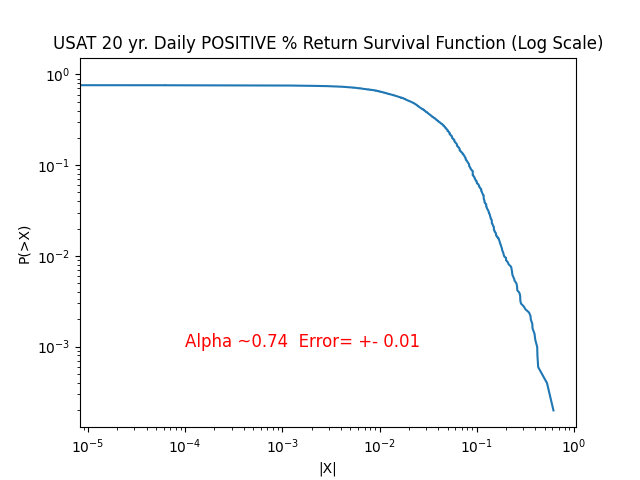 USAT 20 yr. Daily POSITIVE % Return Survival Function (Log Scale)
10⁰
10⁻¹
10⁻²
10⁻³
P(>X)
Alpha ~0.74  Error= +- 0.01
10⁻⁵ 10⁻⁴ 10⁻³ 10⁻² 10⁻¹ 10⁰
|X|